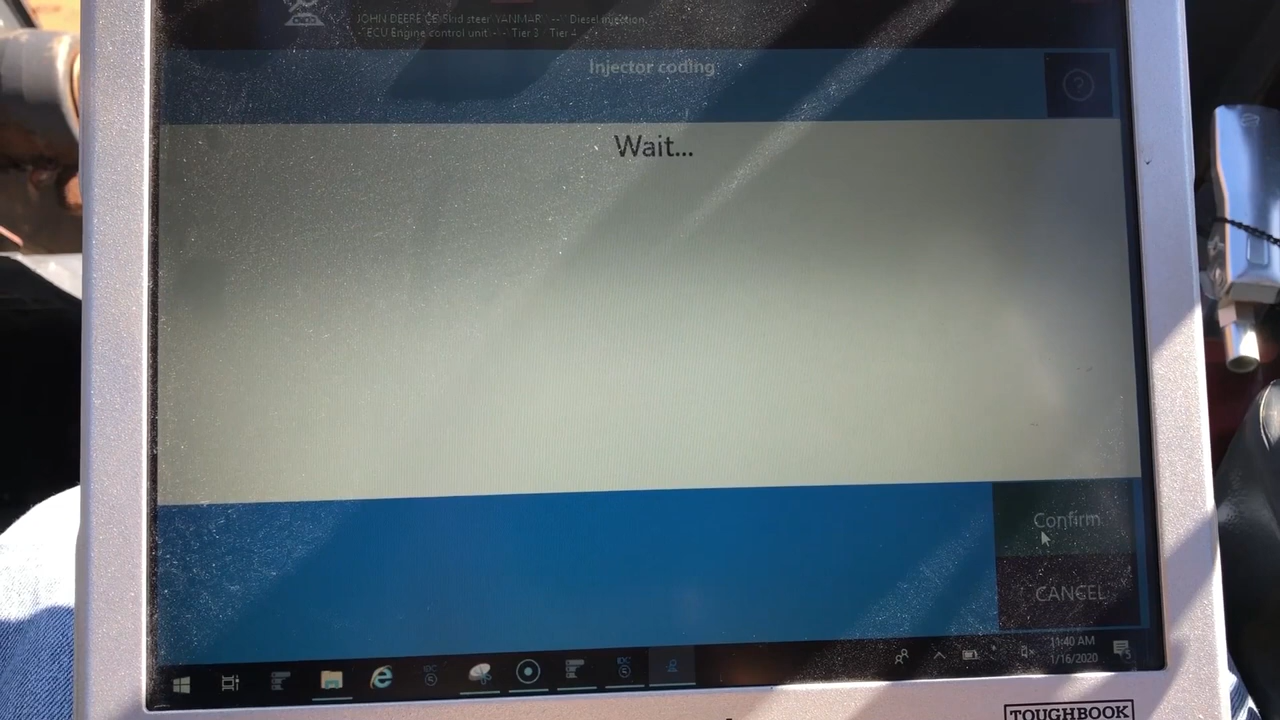 JOHN DEERE CE Skid steer YANMAR -- Diesel injection
- ECU Engine control unit -- Tier 3 Tier 4
Injector coding
?
Wait...
Confirm
CANCEL
11:40 AM
1/16/2020
TOUGHBOOK